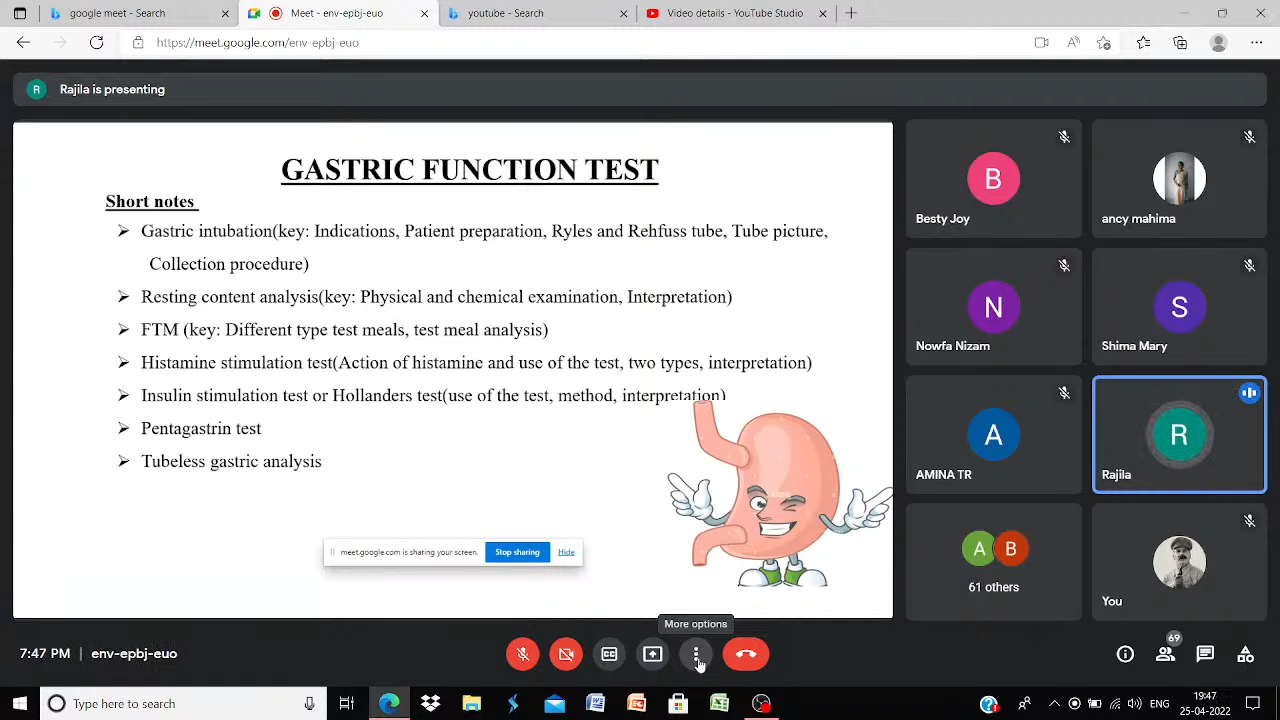 google meet - Search
Meet - env-epbj-euo
youtube - Search
Video details - YouTube Studio
https://meet.google.com/env-epbj-euo
R Rajila is presenting
GASTRIC FUNCTION TEST
Short notes
Gastric intubation(key: Indications, Patient preparation, Ryles and Rehfuss tube, Tube picture,
Collection procedure)
Resting content analysis(key: Physical and chemical examination, Interpretation)
FTM (key: Different type test meals, test meal analysis)
Histamine stimulation test(Action of histamine and use of the test, two types, interpretation)
Insulin stimulation test or Hollanders test(use of the test, method, interpretation)
Pentagastrin test
Tubeless gastric analysis
meet.google.com is sharing your screen. Stop sharing Hide
B
Besty Joy
ancy mahima
N
Nowfa Nizam
S
Shima Mary
A
AMINA TR
R
Rajila
A B
61 others
You
More options
7:47 PM env-epbj-euo
69
Type here to search
ENG
19:47
25-04-2022